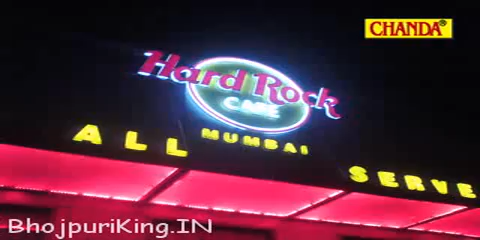 CHANDA®
Hard Rock
CAFE
MUMBAI
ALL SERVE
BhojpuriKing.IN